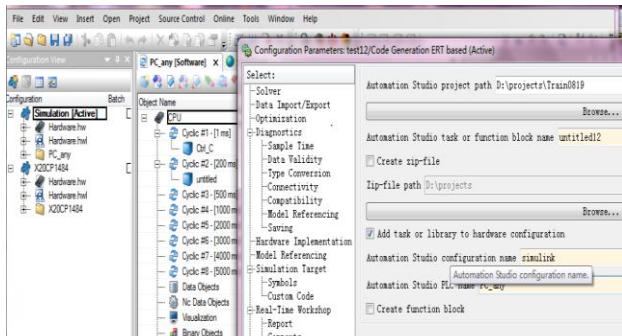 File Edit View Insert Open Project Source Control Online Tools Window Help
Configuration View
PC_any [Software] X
Configuration Batch
Simulation [Active]
Hardware.hw
Hardware.hwl
PC_any
X20CP1484
Hardware.hw
Hardware.hwl
X20CP1484
Object Name
CPU
Cyclic #1 - [1 ms]
Ctrl_C
Cyclic #2 - [200 ms
untitled
Cyclic #3 - [500 ms
Cyclic #4 - [1000 m
Cyclic #5 - [2000 m
Cyclic #6 - [3000 m
Cyclic #7 - [4000 m
Cyclic #8 - [5000 m
Data Objects
Nc Data Objects
Visualization
Binary Objects
Configuration Parameters: test12/Code Generation ERT based (Active)
Select:
Solver
Data Import/Export
Optimization
Diagnostics
Sample Time
Data Validity
Type Conversion
Connectivity
Compatibility
Model Referencing
Saving
Hardware Implementation
Model Referencing
Simulation Target
Symbols
Custom Code
Real-Time Workshop
Report
Comments
Automation Studio project path D:\projects\Train0819
Browse...
Automation Studio task or function block name untitled12
Create zip-file
Zip-file path D:\projects
Browse...
Add task or library to hardware configuration
Automation Studio configuration name simulink
Automation Studio configuration name.
Automation Studio PLC name PC_any
Create function block